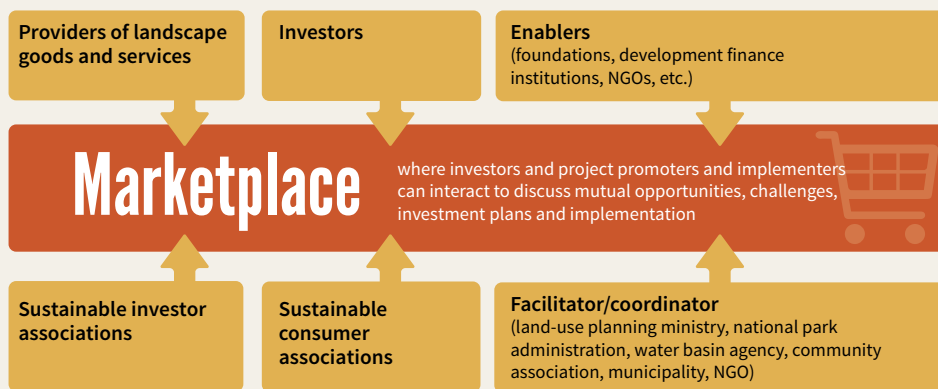 Providers of landscape
goods and services
Investors
Enablers
(foundations, development finance
institutions, NGOs, etc.)
Marketplace
where investors and project promoters and implementers
can interact to discuss mutual opportunities, challenges,
investment plans and implementation
Sustainable investor
associations
Sustainable
consumer
associations
Facilitator/coordinator
(land-use planning ministry, national park
administration, water basin agency, community
association, municipality, NGO)